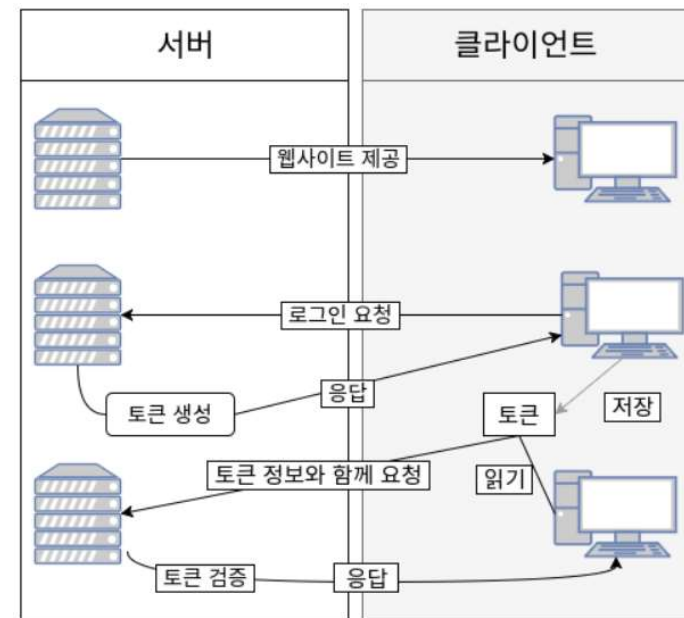 서버
클라이언트
웹사이트 제공
로그인 요청
응답
토큰 생성
토큰
저장
토큰 정보와 함께 요청
읽기
토큰 검증
응답